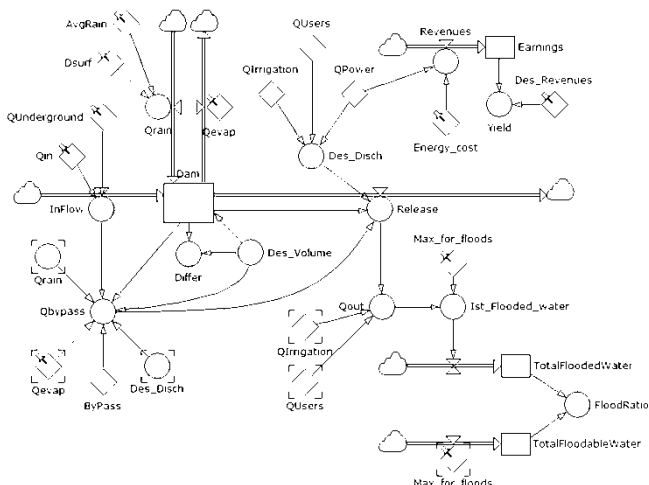 AvgRain
QUsers
Revenues
Earnings
Dsurf
QIrrigation
QPower
Des_Revenues
QUnderground
Qrain
Qevap
Energy_cost
Yield
Qin
Des_Disch
Dam
InFlow
Release
Max_for_floods
Qrain
Differ
Des_Volume
Qbypass
Qout
Ist_Flooded_water
QIrrigation
Qevap
ByPass
Des_Disch
TotalFloodedWater
QUsers
FloodRatio
TotalFloodableWater
Max_for_floods